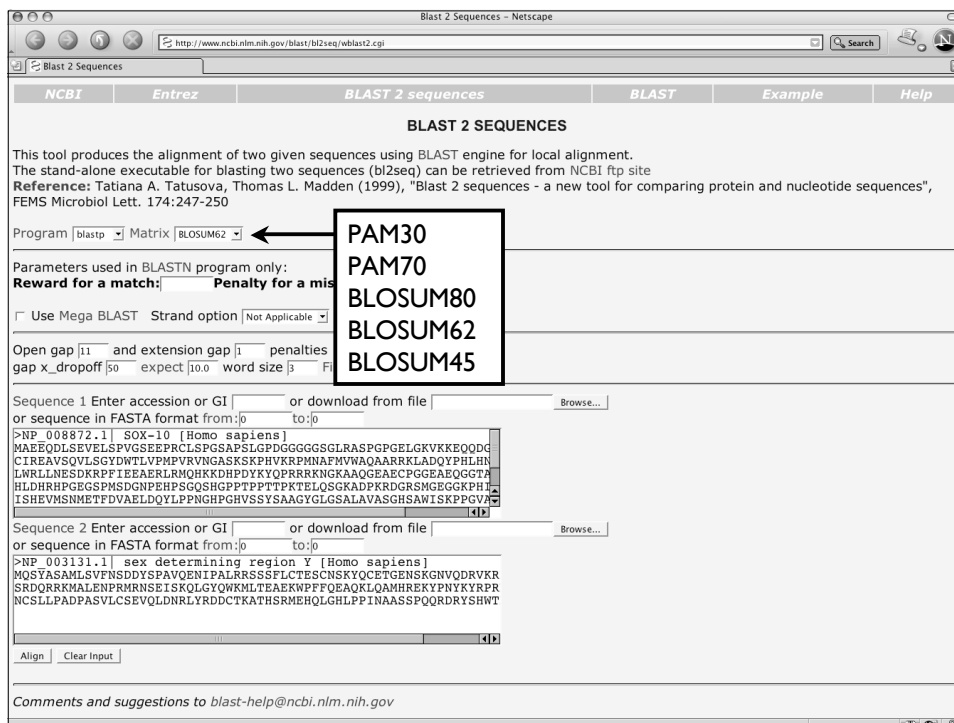 Blast 2 Sequences – Netscape
http://www.ncbi.nlm.nih.gov/blast/bl2seq/wblast2.cgi
Search
N
Blast 2 Sequences
NCBI Entrez BLAST 2 sequences BLAST Example Help
BLAST 2 SEQUENCES
This tool produces the alignment of two given sequences using BLAST engine for local alignment.
The stand-alone executable for blasting two sequences (bl2seq) can be retrieved from NCBI ftp site
Reference: Tatiana A. Tatusova, Thomas L. Madden (1999), "Blast 2 sequences - a new tool for comparing protein and nucleotide sequences",
FEMS Microbiol Lett. 174:247-250
Program blastp Matrix BLOSUM62
PAM30
PAM70
BLOSUM80
BLOSUM62
BLOSUM45
Parameters used in BLASTN program only:
Reward for a match: Penalty for a mis
Use Mega BLAST Strand option Not Applicable
Open gap 11 and extension gap 1 penalties
gap x_dropoff 50 expect 10.0 word size 3 Fi
Sequence 1 Enter accession or GI or download from file Browse...
or sequence in FASTA format from: 0 to: 0
>NP_008872.1| SOX-10 [Homo sapiens]
MAEEQDLSEVELSPVGSEEPRCLSPGSAPSLGPDGGGGGSGLRASPGPGELGKVKKEQQDG
CIREAVSQVLSGYDWTLVPMPVRVNGASKSKPHVKRPMNAFMVWAQAARRKLADQYPHLHN
LWRLLNESDKRPFIEEAERLRMQHKKDHPDYKYQPRRRKNGKAAQGEAECPGGEAEQGGTA
HLDHRHPGEGSPMSDGNPEHPSGQSHGPPTPPTTPKTELQSGKADPKRDGRSMGEGGKPHI
ISHEVMSNMETFDVAELDQYLPPNGHPGHVSSYSAAGYGLGSALAVASGHSAWISKPPGVA
Sequence 2 Enter accession or GI or download from file Browse...
or sequence in FASTA format from: 0 to: 0
>NP_003131.1| sex determining region Y [Homo sapiens]
MQSYASAMLSVFNSDDYSPAVQENIPALRRSSSFLCTESCNSKYQCETGENSKGNVQDRVKR
SRDQRRKMALENPRMRNSEISKQLGYQWKMLTEAEKWPFFQEAQKLQAMHREKYPNYKYRPR
NCSLLPADPASVLCSEVQLDNRLYRDDCTKATHSRMEHQLGHLPPINAASSPQQRDRYSHWT
Align Clear Input
Comments and suggestions to blast-help@ncbi.nlm.nih.gov